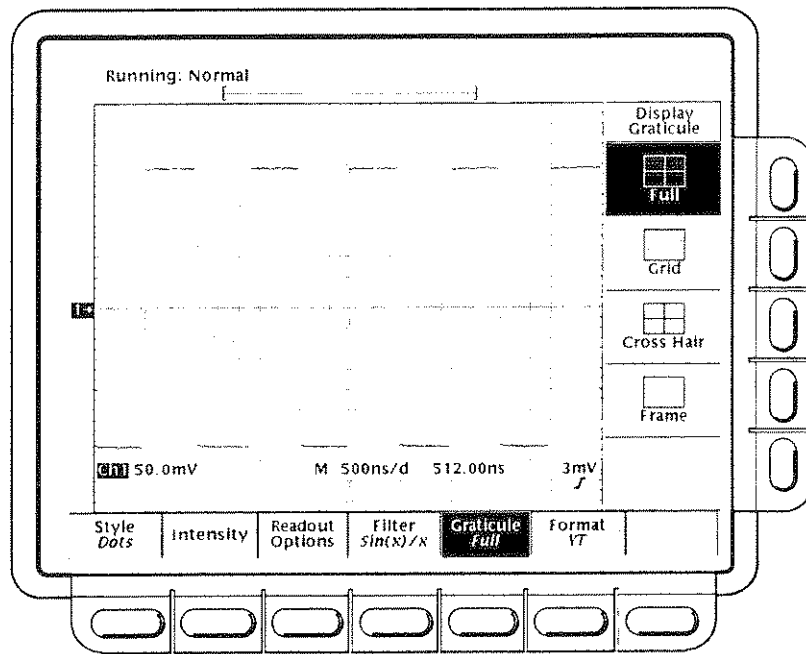 Running: Normal
Display
Graticule
Full
Grid
Cross Hair
Frame
Ch1 50.0mV M 500ns/d 512.00ns 3mV
Style
Dots
Intensity
Readout
Options
Filter
Sin(x)/x
Graticule
Full
Format
YT